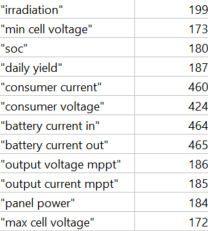 "irradiation" 199
"min cell voltage" 173
"soc" 180
"daily yield" 187
"consumer current" 460
"consumer voltage" 424
"battery current in" 464
"battery current out" 465
"output voltage mppt" 186
"output current mppt" 185
"panel power" 184
"max cell voltage" 172